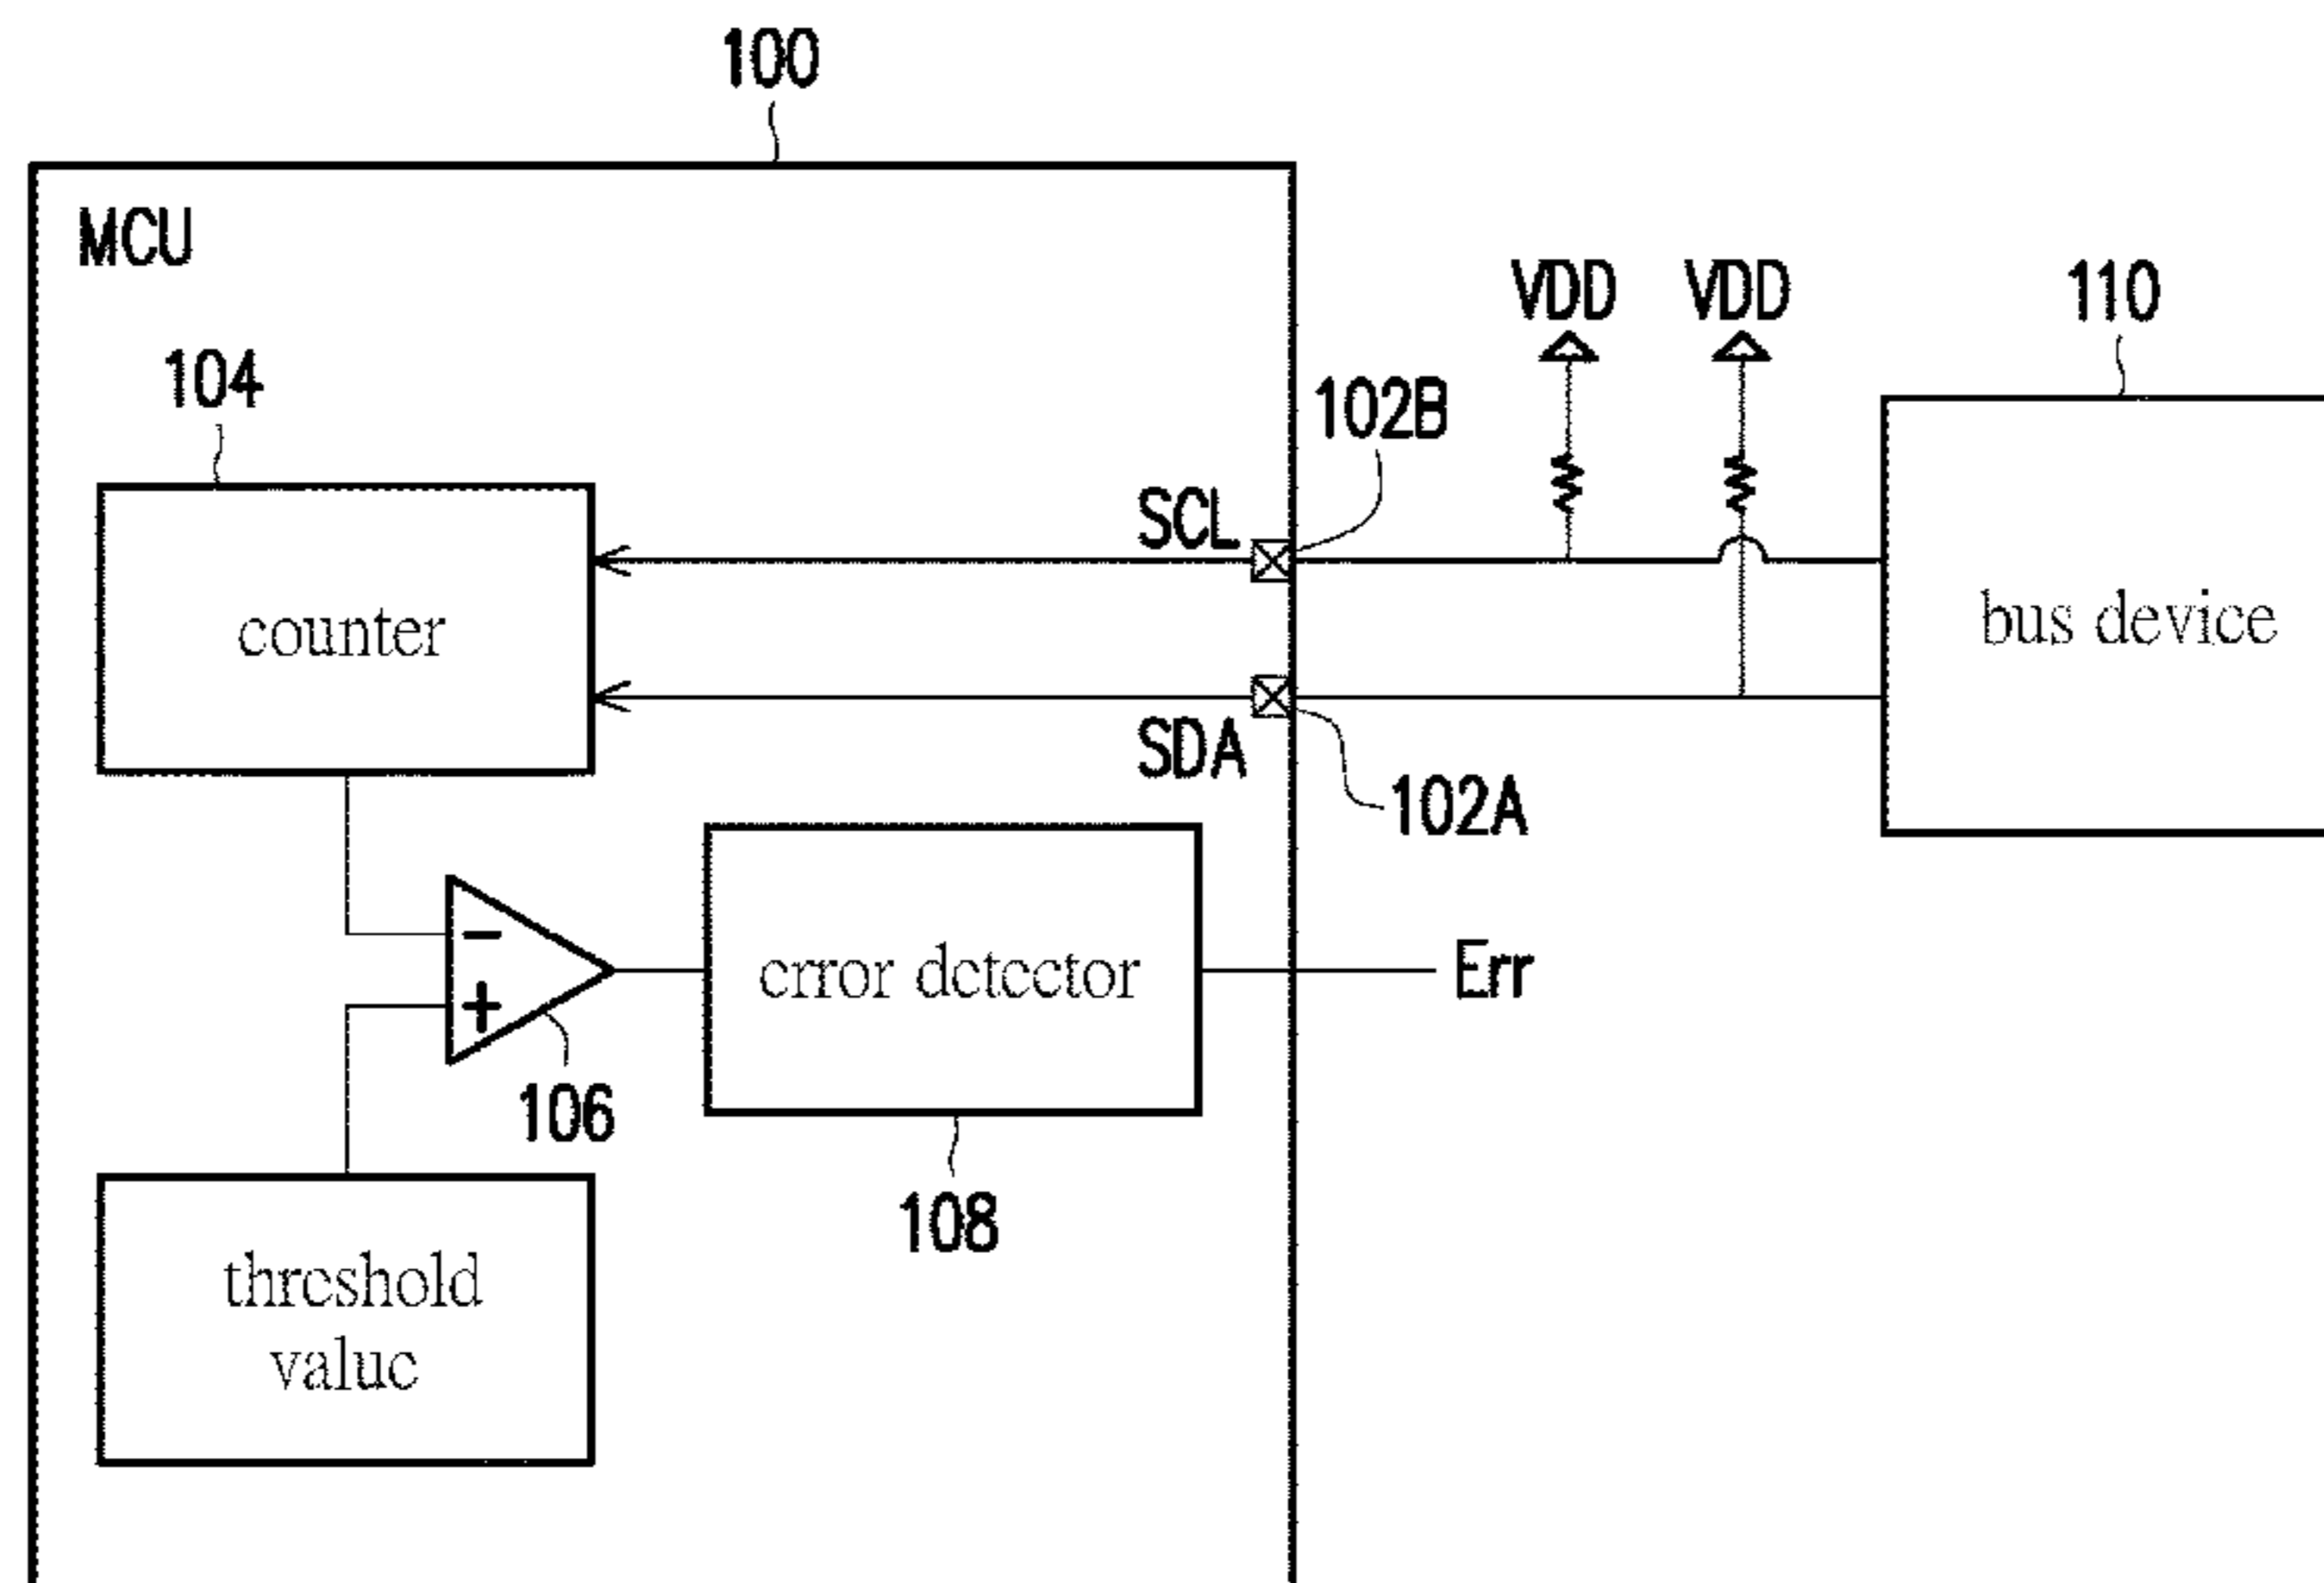 100
MCU
VDD VDD
110
104
102B
SCL
counter
bus device
SDA
102A
error detector
Err
106
108
threshold
value